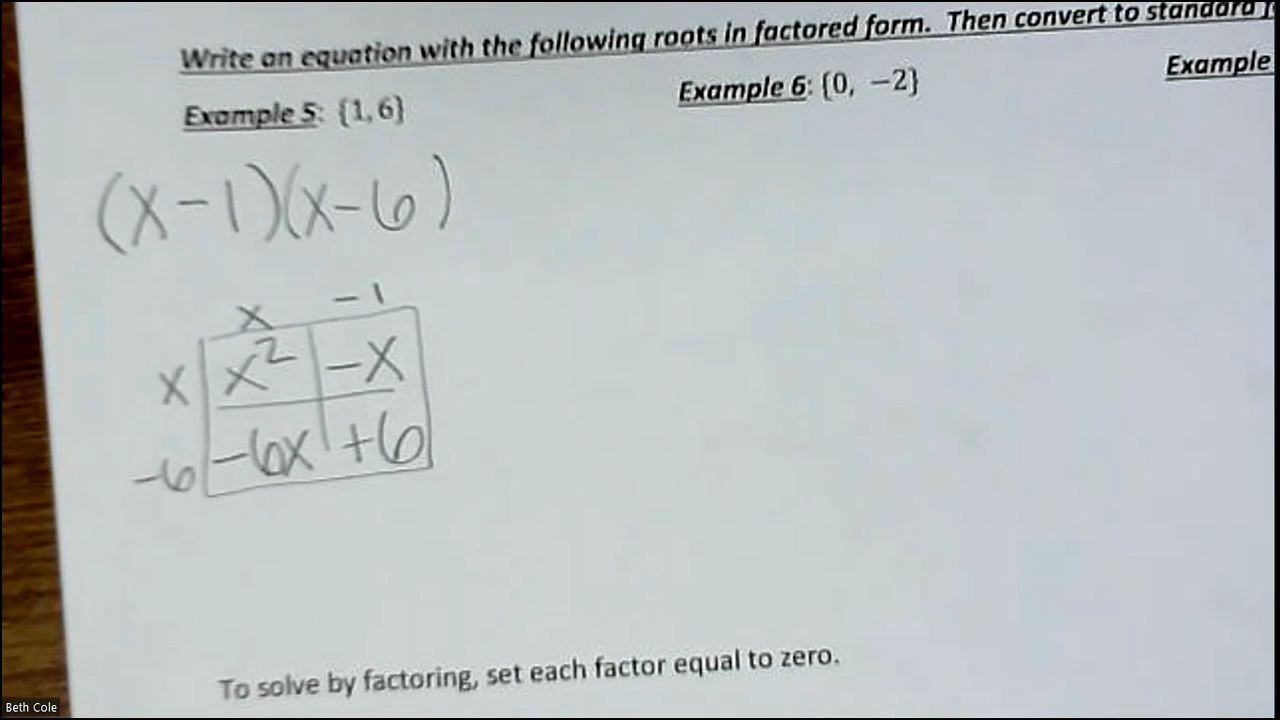 Write an equation with the following roots in factored form. Then convert to standard
Example 5: {1, 6}
Example 6: {0, −2}
Example
(x-1)(x-6)
x -1
x x² -x
-6 -6x +6
To solve by factoring, set each factor equal to zero.
Beth Cole